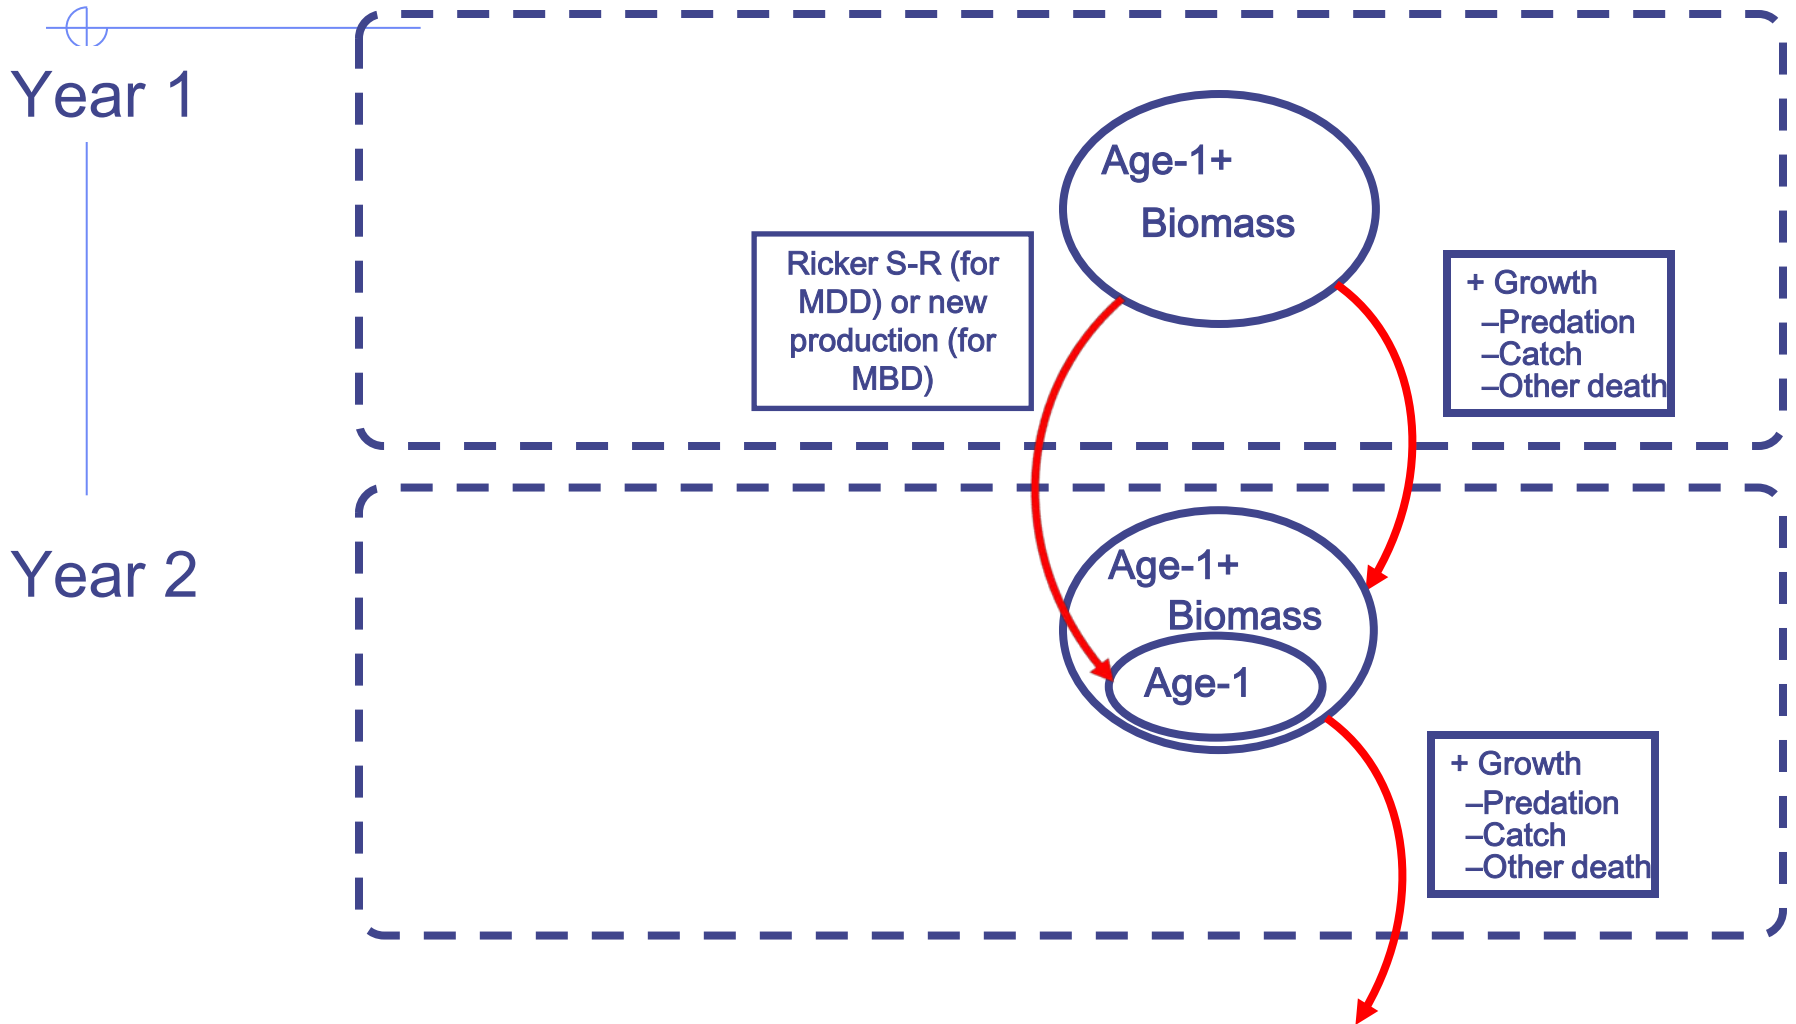 Year 1
Age-1+
Biomass
Ricker S-R (for
MDD) or new
production (for
MBD)
+ Growth
–Predation
–Catch
–Other death
Year 2
Age-1+
Biomass
Age-1
+ Growth
–Predation
–Catch
–Other death